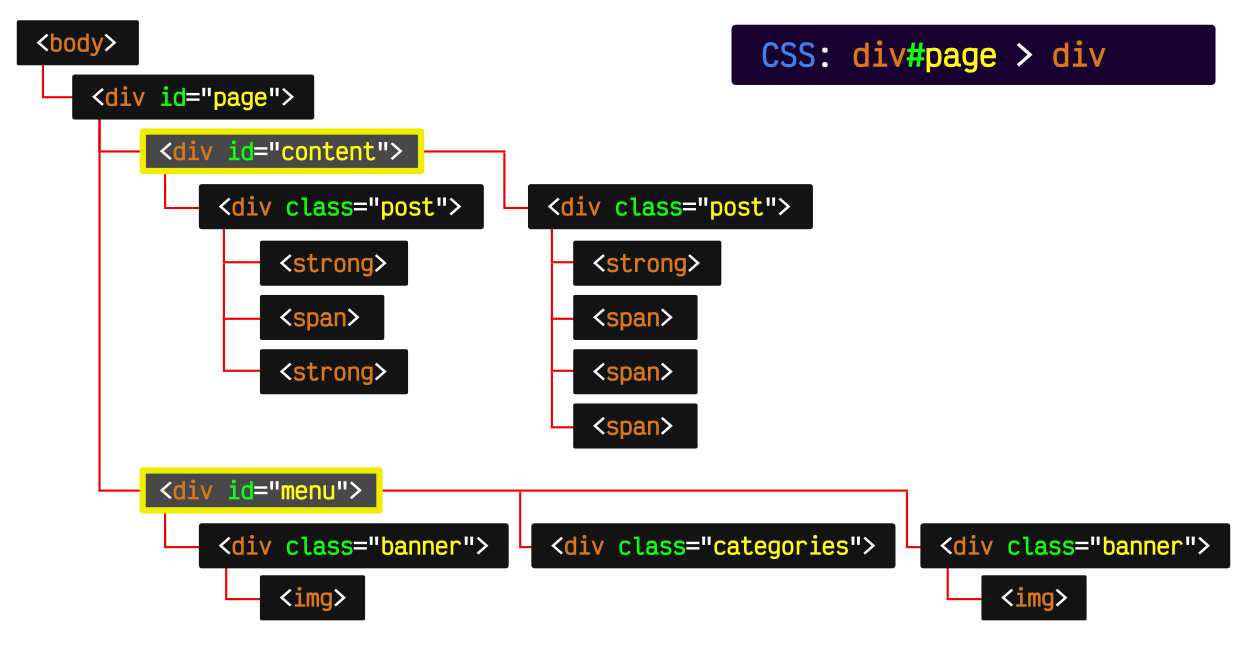 <body>
CSS: div#page > div
<div id="page">
<div id="content">
<div class="post"> <div class="post">
<strong> <strong>
<span> <span>
<strong> <span>
<span>
<div id="menu">
<div class="banner"> <div class="categories"> <div class="banner">
<img> <img>